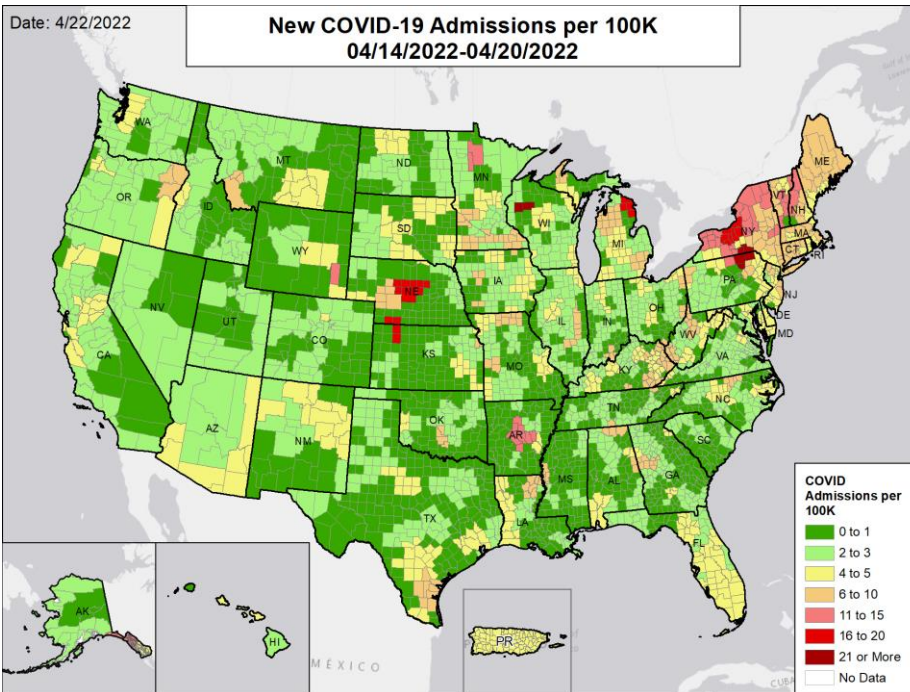 Date: 4/22/2022
New COVID-19 Admissions per 100K
04/14/2022-04/20/2022
WA
MT
ND
MN
ME
OR
ID
WY
SD
WI
MI
VT
NH
NY
MA
CT
RI
NV
UT
CO
NE
IA
IL
IN
OH
PA
NJ
DE
MD
CA
KS
MO
KY
WV
VA
AZ
NM
OK
AR
TN
NC
SC
TX
LA
MS
AL
GA
FL
AK
HI
PR
MEXICO
CUBA
COVID
Admissions per
100K
0 to 1
2 to 3
4 to 5
6 to 10
11 to 15
16 to 20
21 or More
No Data